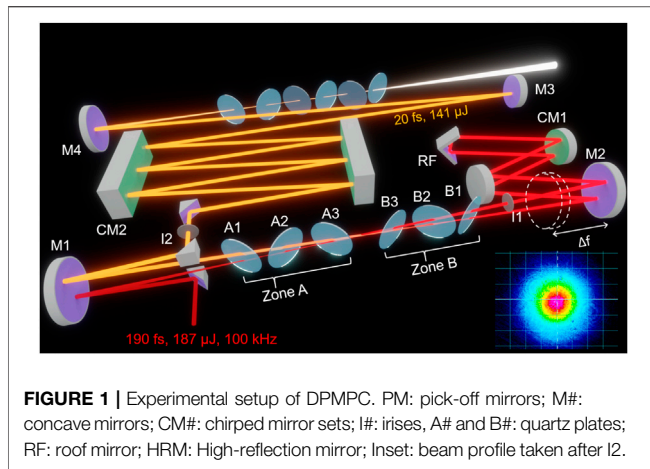 M3
20 fs, 141 µJ
CM1
M4
RF
M2
B1
B2
B3
I1
CM2
I2
A1
A2
A3
M1
Δf
Zone A
Zone B
190 fs, 187 µJ, 100 kHz
FIGURE 1 | Experimental setup of DPMPC. PM: pick-off mirrors; M#:
concave mirrors; CM#: chirped mirror sets; I#: irises, A# and B#: quartz plates;
RF: roof mirror; HRM: High-reflection mirror; Inset: beam profile taken after I2.